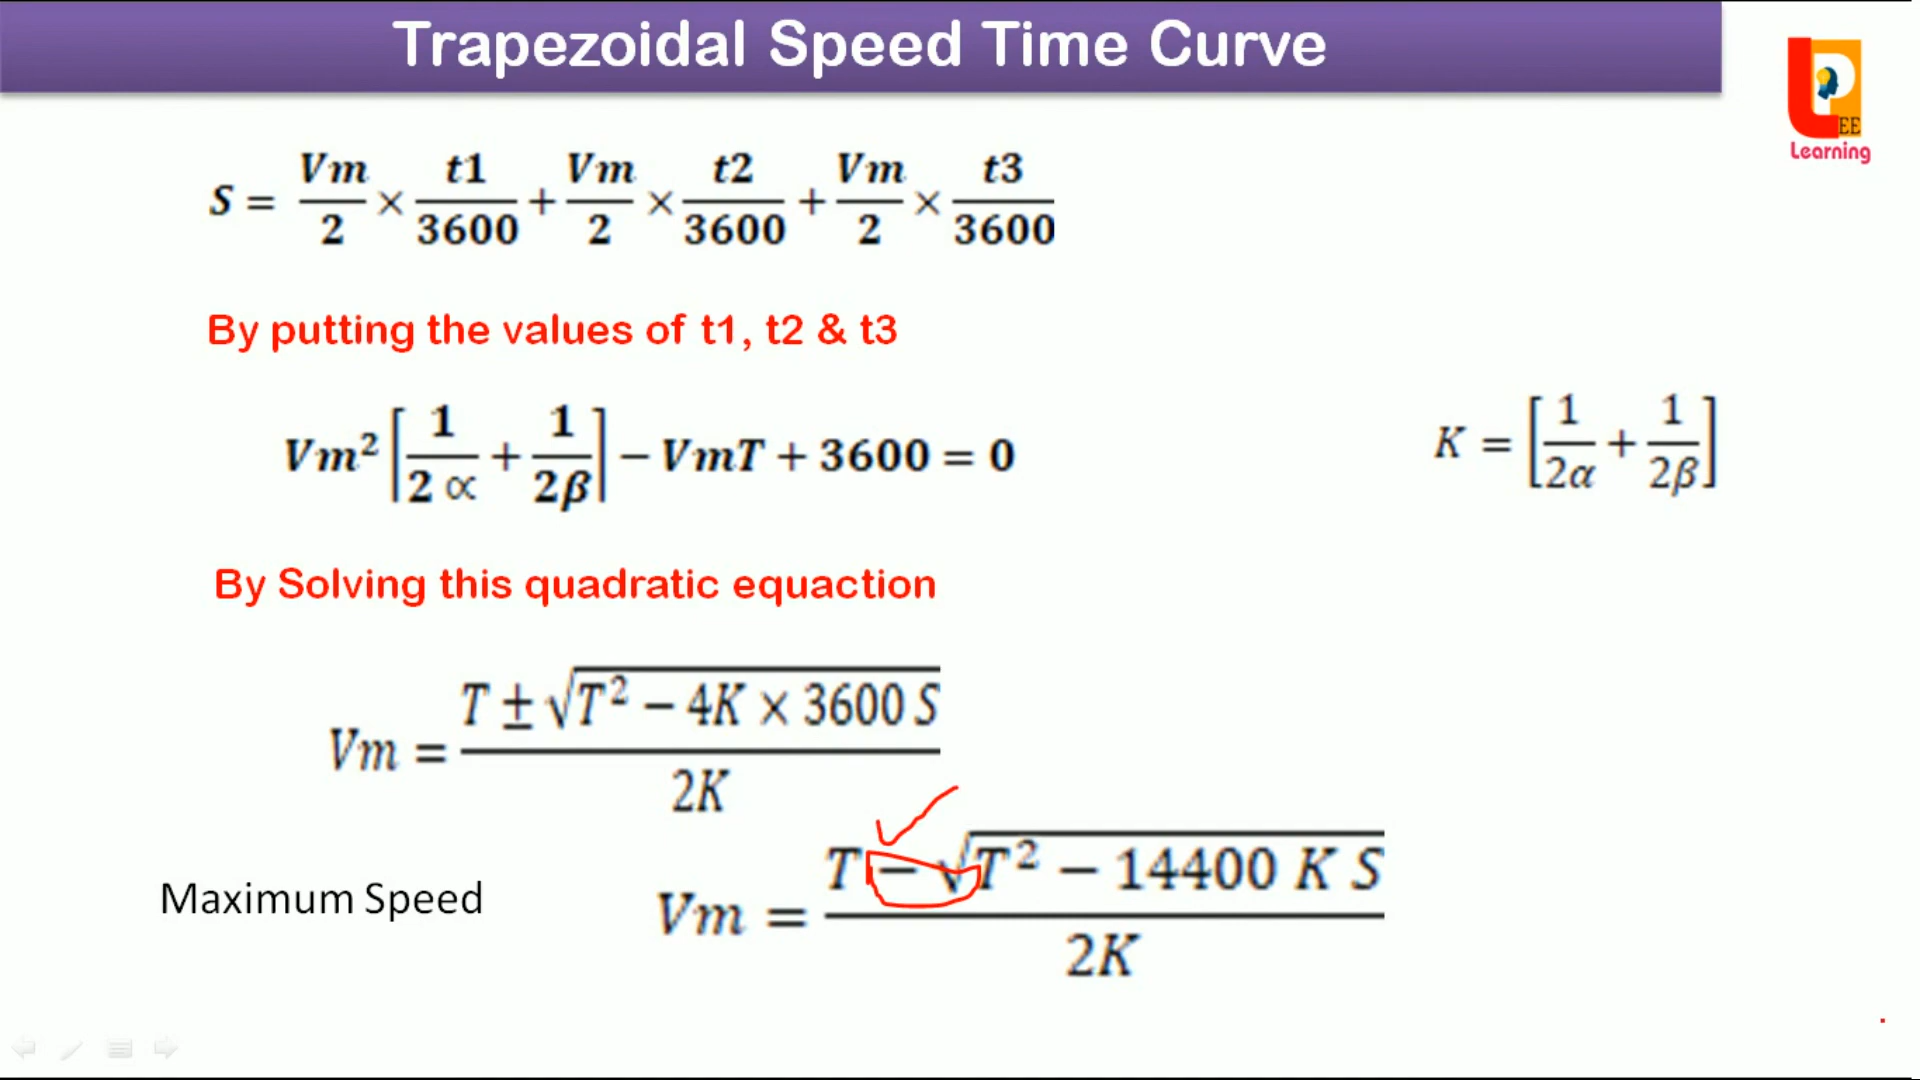 Trapezoidal Speed Time Curve
LP EE
Learning
S = Vm/2 × t1/3600 + Vm/2 × t2/3600 + Vm/2 × t3/3600
By putting the values of t1, t2 & t3
Vm² [1/2∝ + 1/2β] − VmT + 3600 = 0
K = [1/2α + 1/2β]
By Solving this quadratic equaction
Vm = T ± √T² − 4K × 3600 S / 2K
Maximum Speed
Vm = T − √T² − 14400 K S / 2K